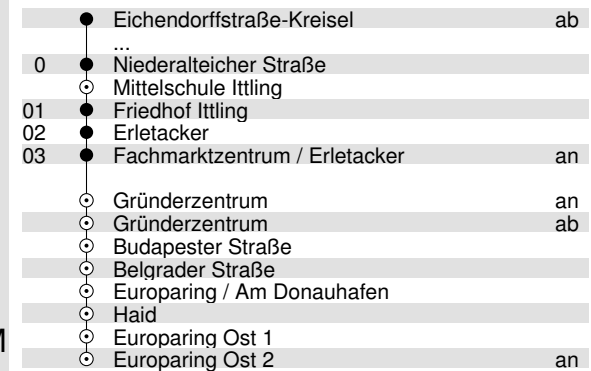 Eichendorffstraße-Kreisel ab
...
0 Niederalteicher Straße
Mittelschule Ittling
01 Friedhof Ittling
02 Erletacker
03 Fachmarktzentrum / Erletacker an
Gründerzentrum an
Gründerzentrum ab
Budapester Straße
Belgrader Straße
Europaring / Am Donauhafen
Haid
Europaring Ost 1
Europaring Ost 2 an